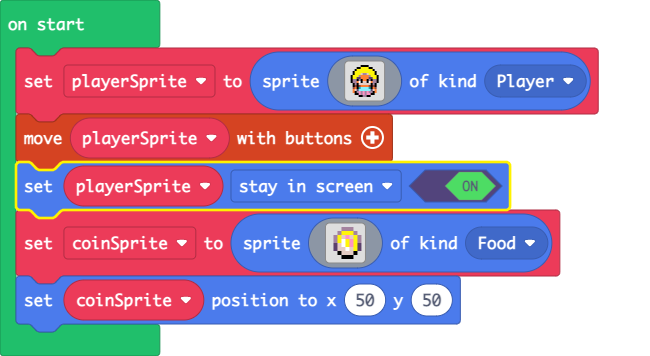 on start
set playerSprite to sprite of kind Player
move playerSprite with buttons
set playerSprite stay in screen ON
set coinSprite to sprite of kind Food
set coinSprite position to x 50 y 50